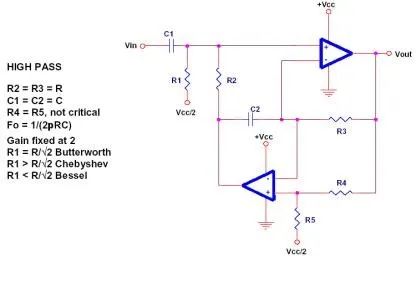 +Vcc
C1
Vin
Vout
HIGH PASS
R1
R2
R2 = R3 = R
C1 = C2 = C
R4 = R5, not critical
Fo = 1/(2pRC)
Gain fixed at 2
R1 = R/√2 Butterworth
R1 > R/√2 Chebyshev
R1 < R/√2 Bessel
Vcc/2
C2
R3
+Vcc
R4
R5
Vcc/2